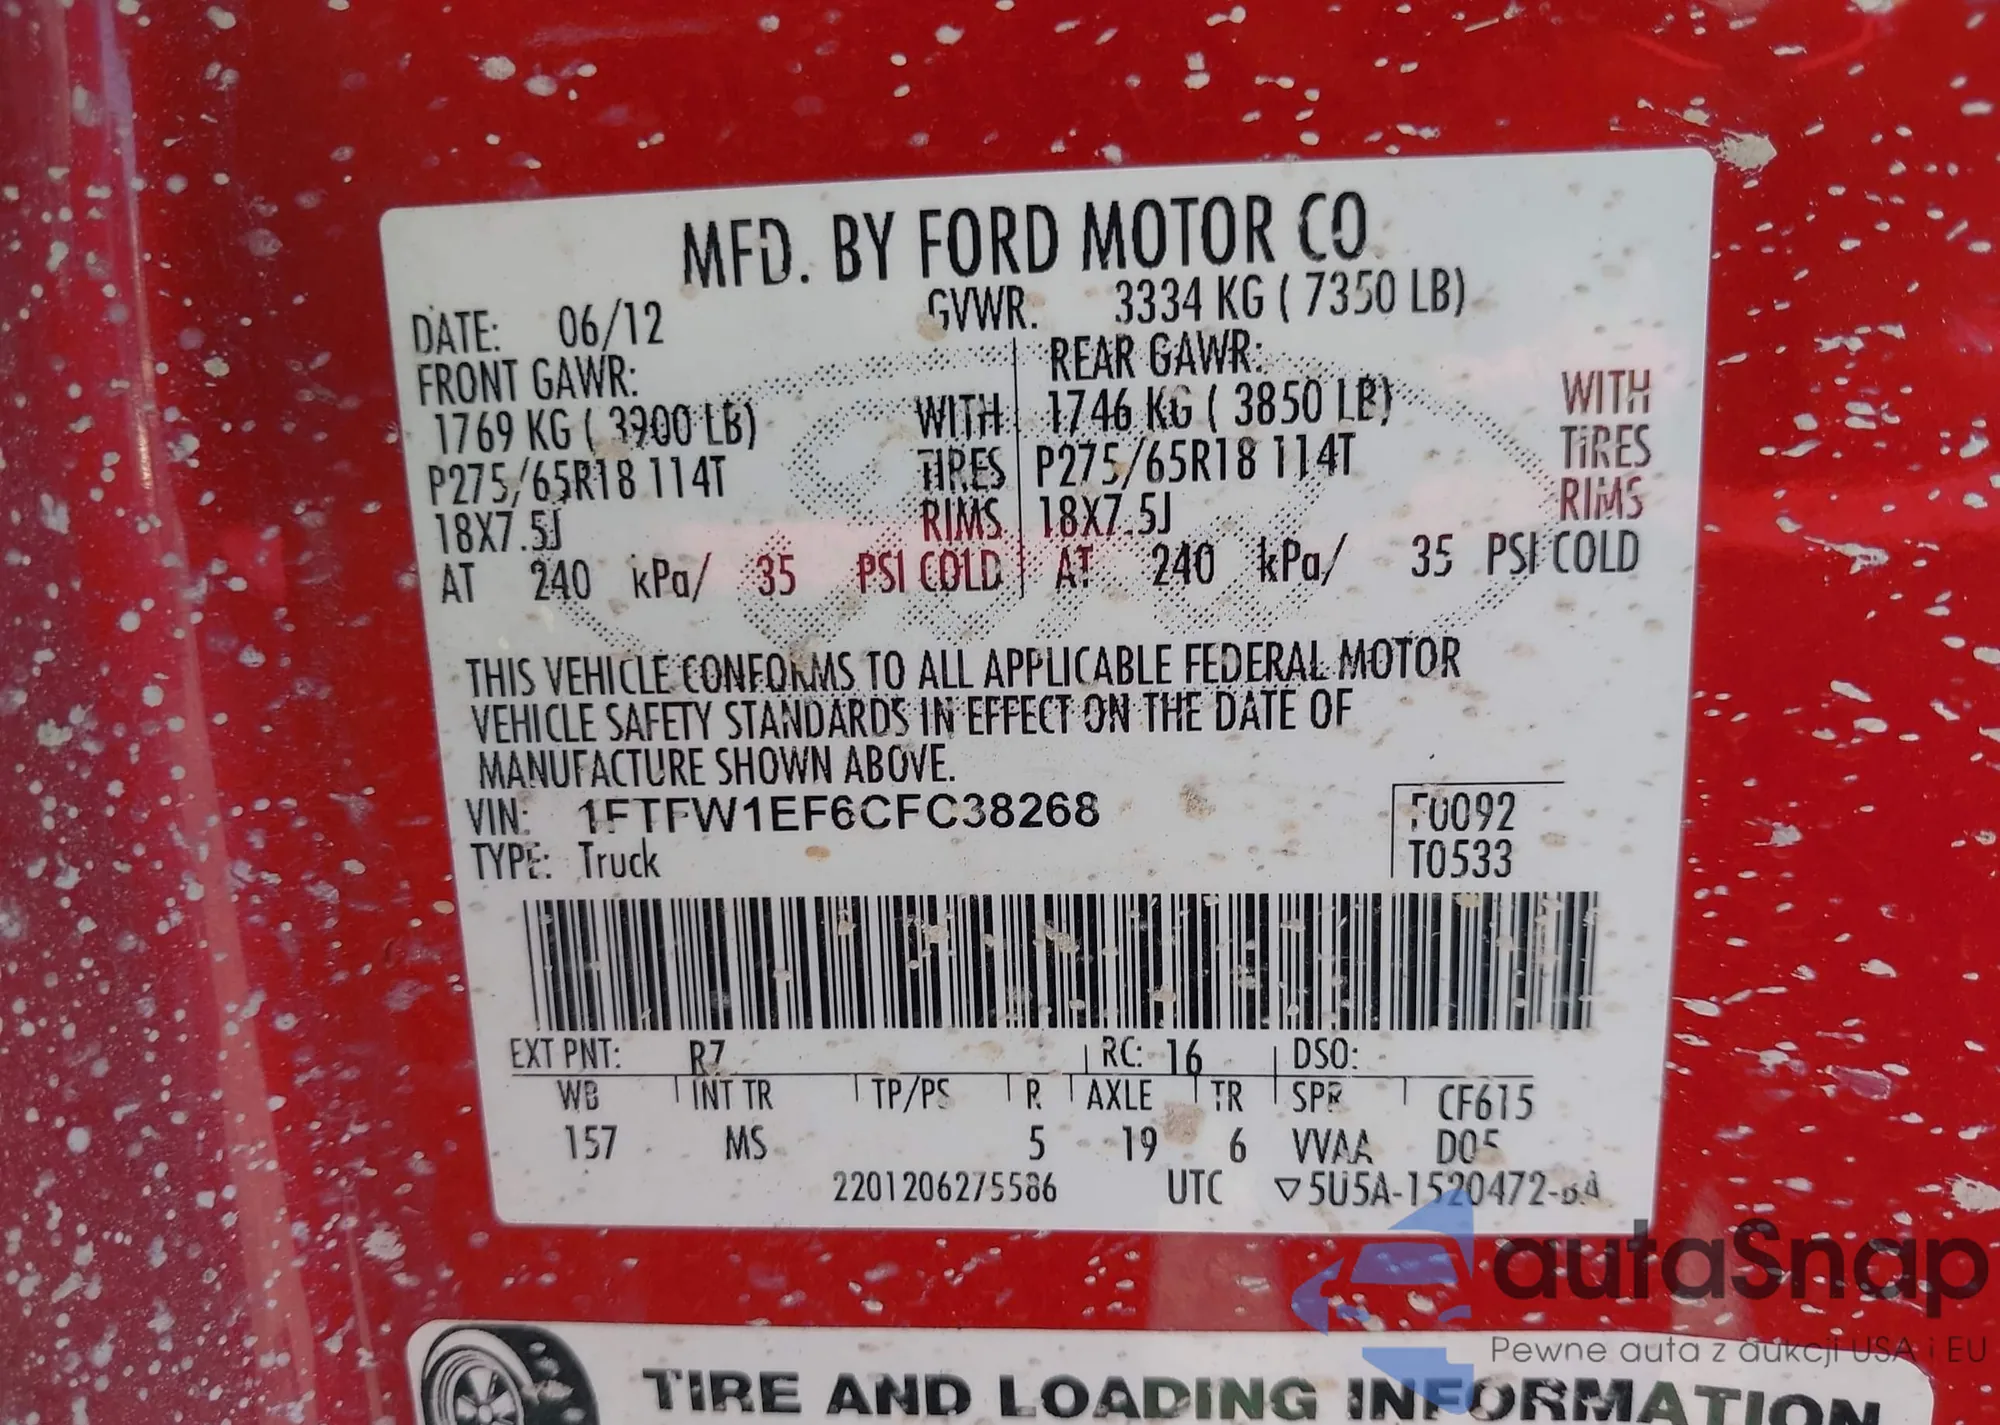 MFD. BY FORD MOTOR CO.
DATE: 06/12 GVWR: 3334 KG ( 7350 LB)
FRONT GAWR: REAR GAWR:
1769 KG ( 3900 LB) WITH 1746 KG ( 3850 LB) WITH
P275/65R18 114T TIRES P275/65R18 114T TIRES
18X7.5J RIMS 18X7.5J RIMS
AT 240 kPa/ 35 PSI COLD AT 240 kPa/ 35 PSI COLD
THIS VEHICLE CONFORMS TO ALL APPLICABLE FEDERAL MOTOR
VEHICLE SAFETY STANDARDS IN EFFECT ON THE DATE OF
MANUFACTURE SHOWN ABOVE.
VIN: 1FTFW1EF6CFC38268 F0092
TYPE: Truck T0533
EXT PNT: R7 RC: 16 DSO:
WB INT TR TP/PS R AXLE TR SPR CF615
157 MS 5 19 6 VVAA D05
2201206275586 UTC ▽5U5A-1520472-BA
autaSnap
Pewne auta z aukcji USA i EU
TIRE AND LOADING INFORMATION